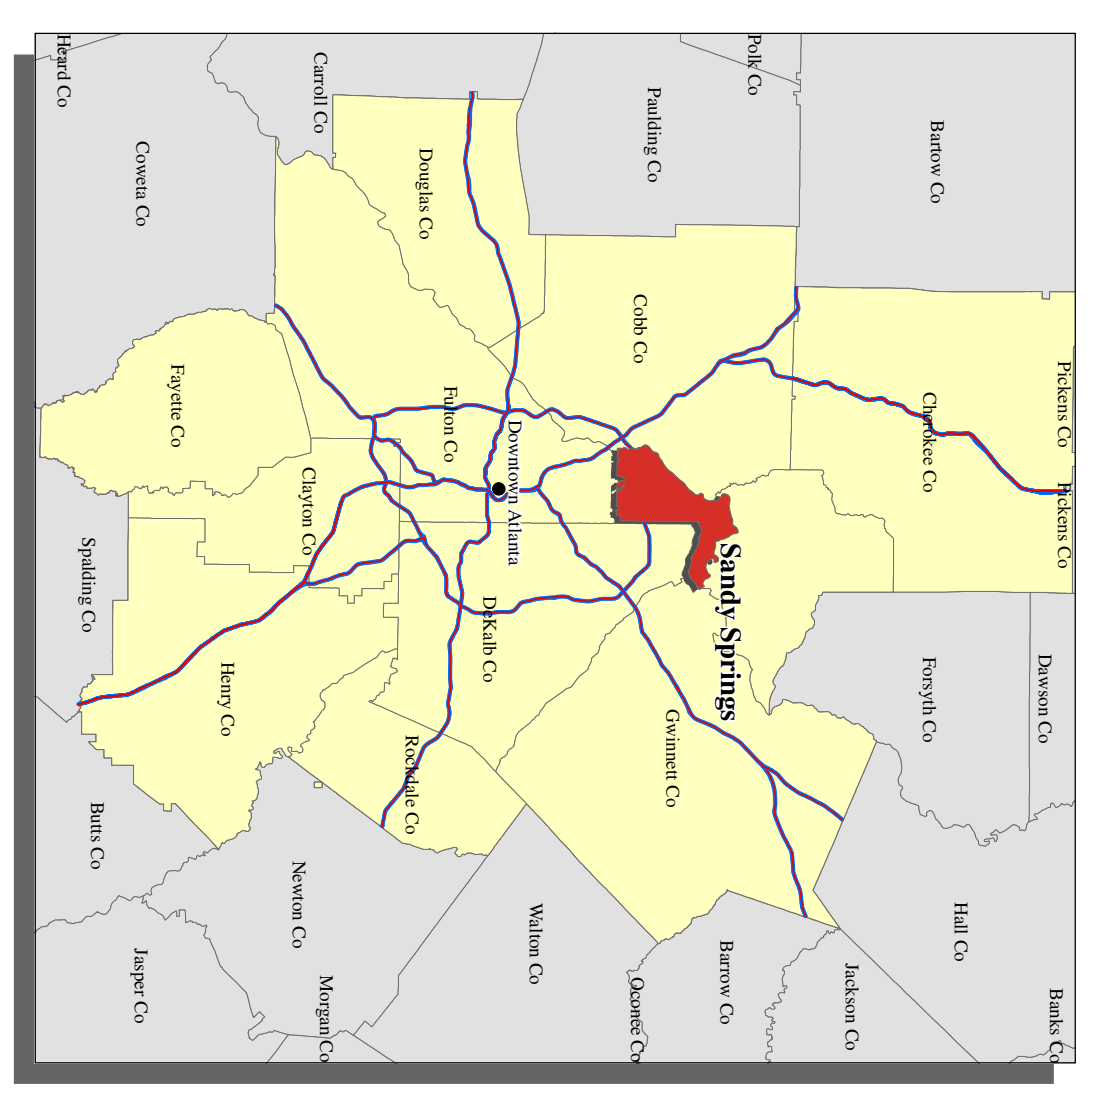 Heard Co
Carroll Co
Polk Co
Paulding Co
Bartow Co
Coweta Co
Douglas Co
Cobb Co
Pickens Co
Fayette Co
Fulton Co
Cherokee Co
Downtown Atlanta
Clayton Co
Pickens Co
Spalding Co
Sandy Springs
DeKalb Co
Henry Co
Forsyth Co
Dawson Co
Gwinnett Co
Rockdale Co
Butts Co
Newton Co
Walton Co
Hall Co
Jasper Co
Morgan Co
Oconee Co
Barrow Co
Jackson Co
Banks Co